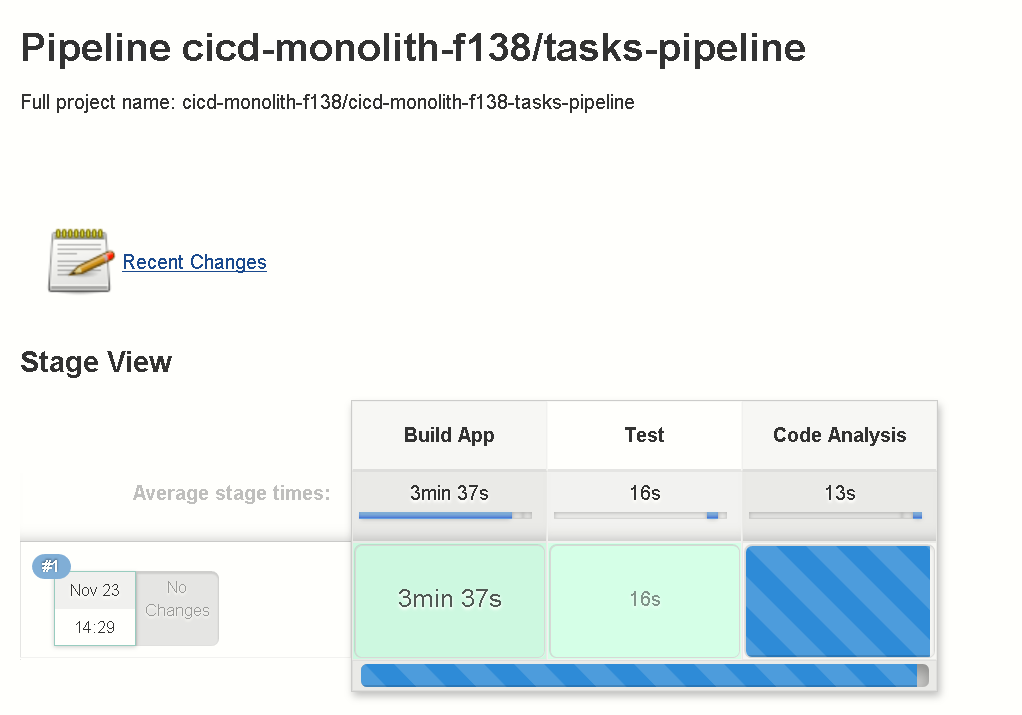 Pipeline cicd-monolith-f138/tasks-pipeline
Full project name: cicd-monolith-f138/cicd-monolith-f138-tasks-pipeline
Recent Changes
Stage View
Build App
Test
Code Analysis
Average stage times:
3min 37s
16s
13s
#1
Nov 23
14:29
No
Changes
3min 37s
16s